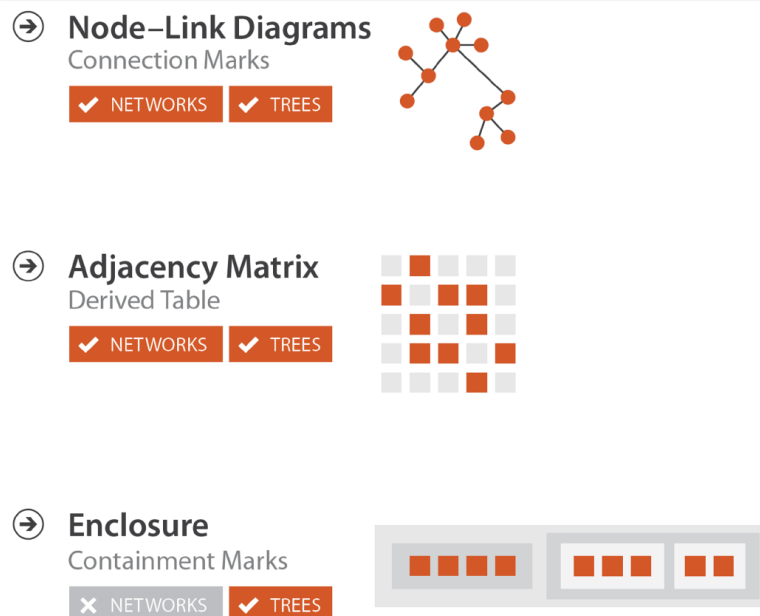 Node–Link Diagrams
Connection Marks
NETWORKS TREES
Adjacency Matrix
Derived Table
NETWORKS TREES
Enclosure
Containment Marks
NETWORKS TREES